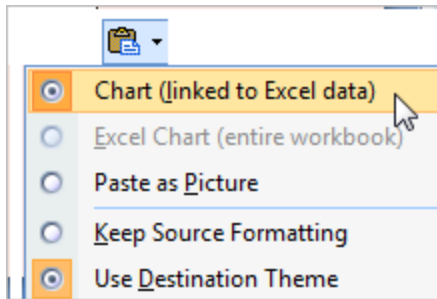 Chart (linked to Excel data)
Excel Chart (entire workbook)
Paste as Picture
Keep Source Formatting
Use Destination Theme